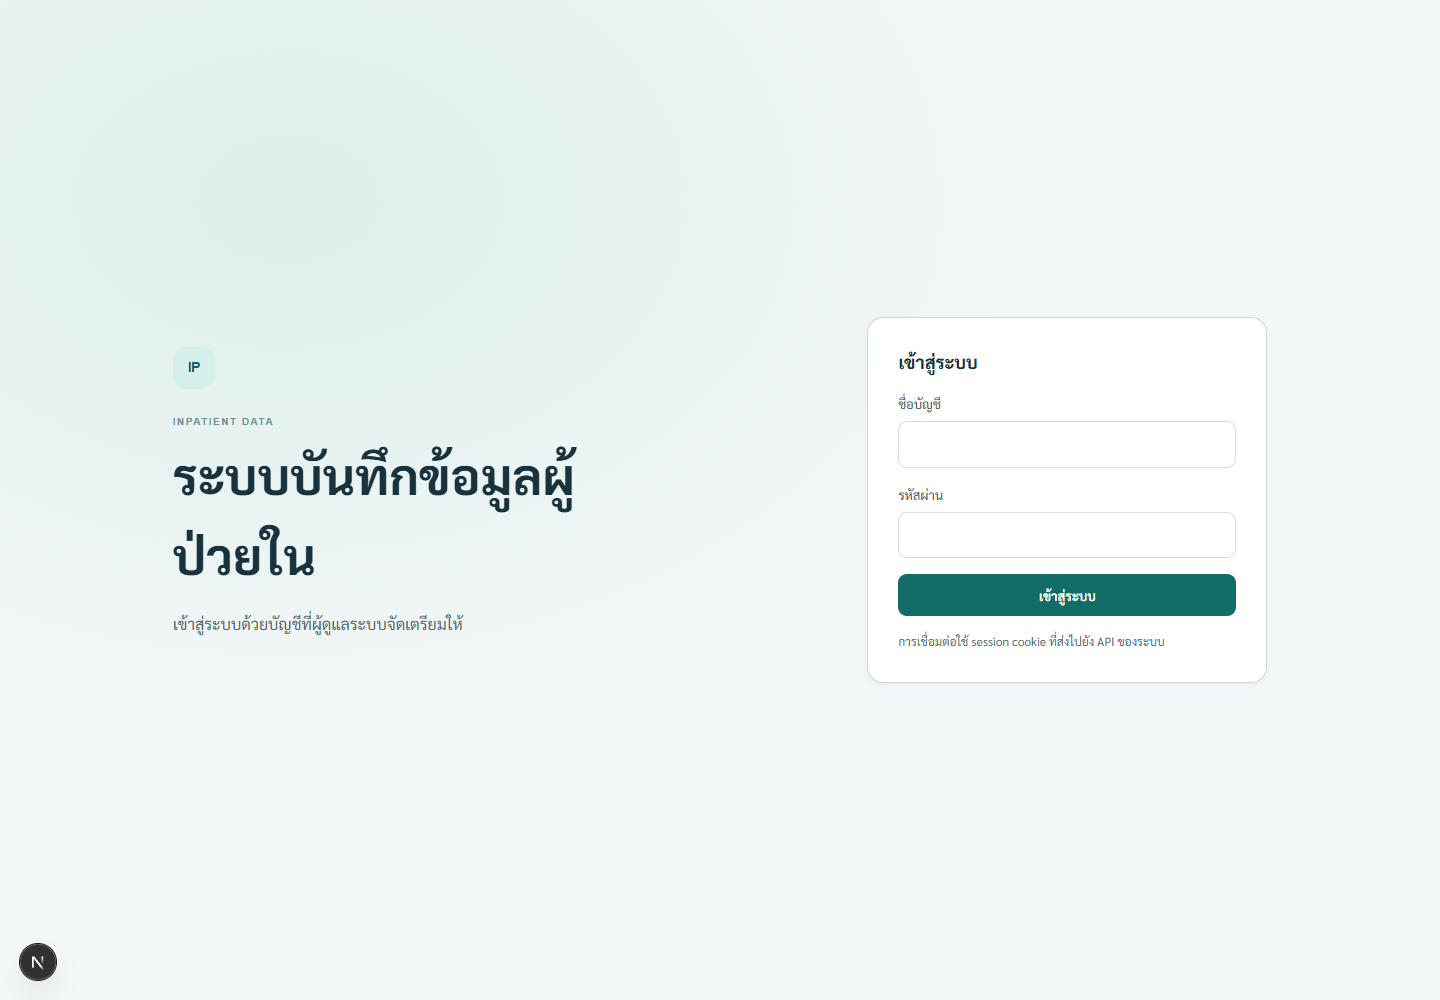 IP
INPATIENT DATA
ระบบบันทึกข้อมูลผู้
ป่วยใน
เข้าสู่ระบบด้วยบัญชีที่ผู้ดูแลระบบจัดเตรียมให้
เข้าสู่ระบบ
ชื่อบัญชี
รหัสผ่าน
เข้าสู่ระบบ
การเชื่อมต่อใช้ session cookie ที่ส่งไปยัง API ของระบบ
N